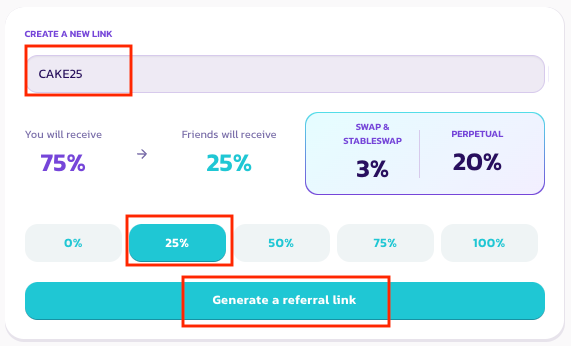 CREATE A NEW LINK
CAKE25
You will receive
75%
→
Friends will receive
25%
SWAP &
STABLESWAP
3%
PERPETUAL
20%
0%
25%
50%
75%
100%
Generate a referral link